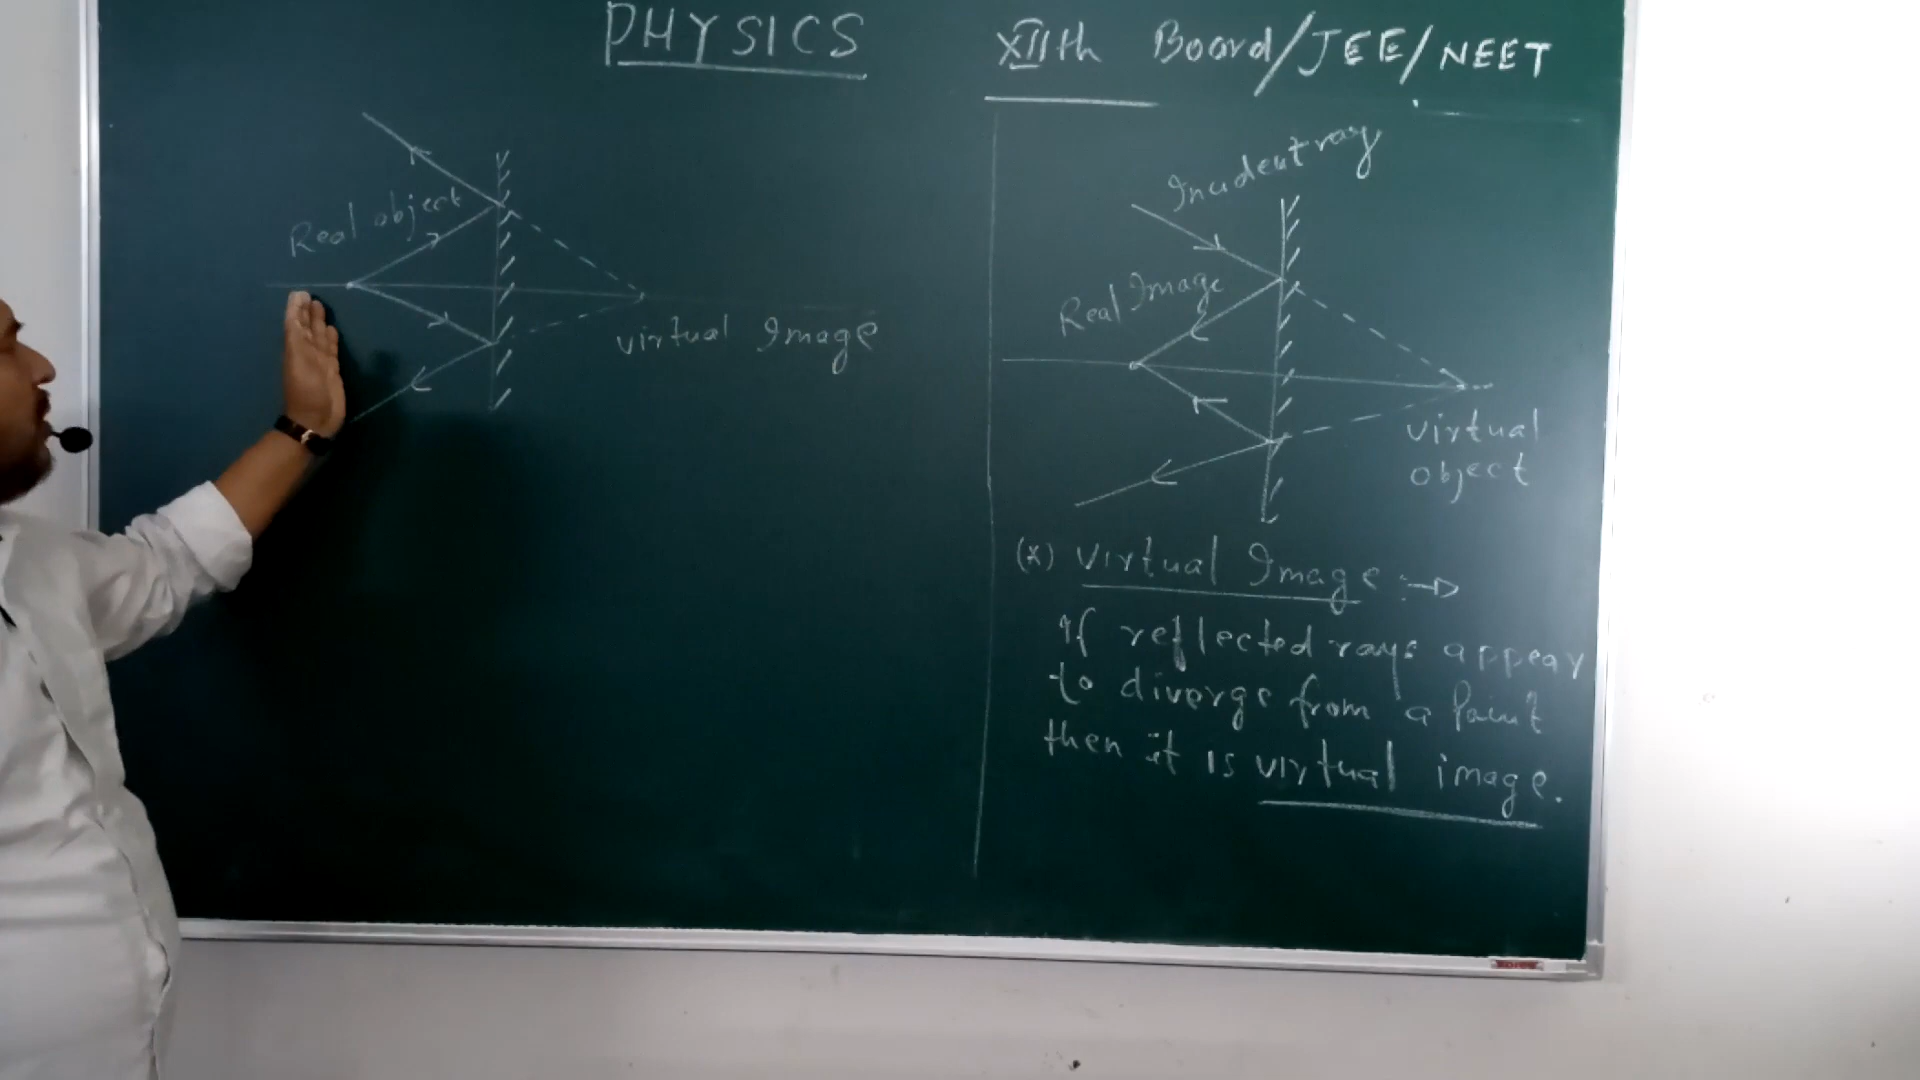 PHYSICS
XIIth Board/JEE/NEET
Real object
virtual Image
Incident ray
Real Image
virtual
object
(*) Virtual Image :→
If reflected rays appear
to diverge from a Point
then it is virtual image.